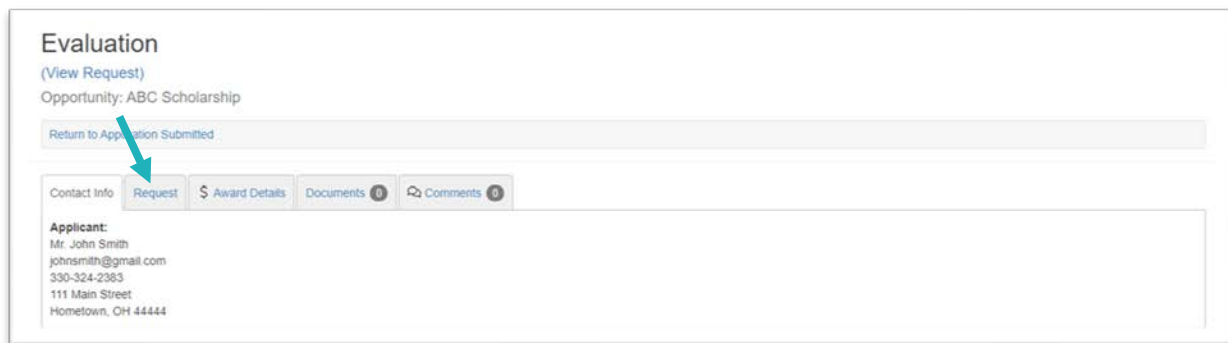 Evaluation
(View Request)
Opportunity: ABC Scholarship
Return to Application Submitted
Contact Info Request $ Award Details Documents 0 Comments 0
Applicant:
Mr. John Smith
johnsmith@gmail.com
330-324-2383
111 Main Street
Hometown, OH 44444